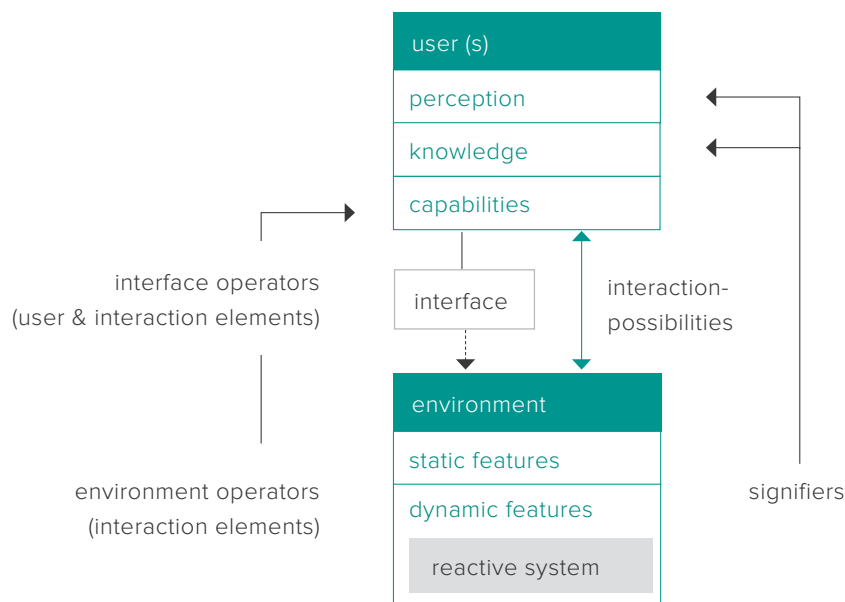 user (s)
perception
knowledge
capabilities
interface operators
(user & interaction elements)
interface
interaction-
possibilities
environment
static features
environment operators
(interaction elements)
signifiers
dynamic features
reactive system